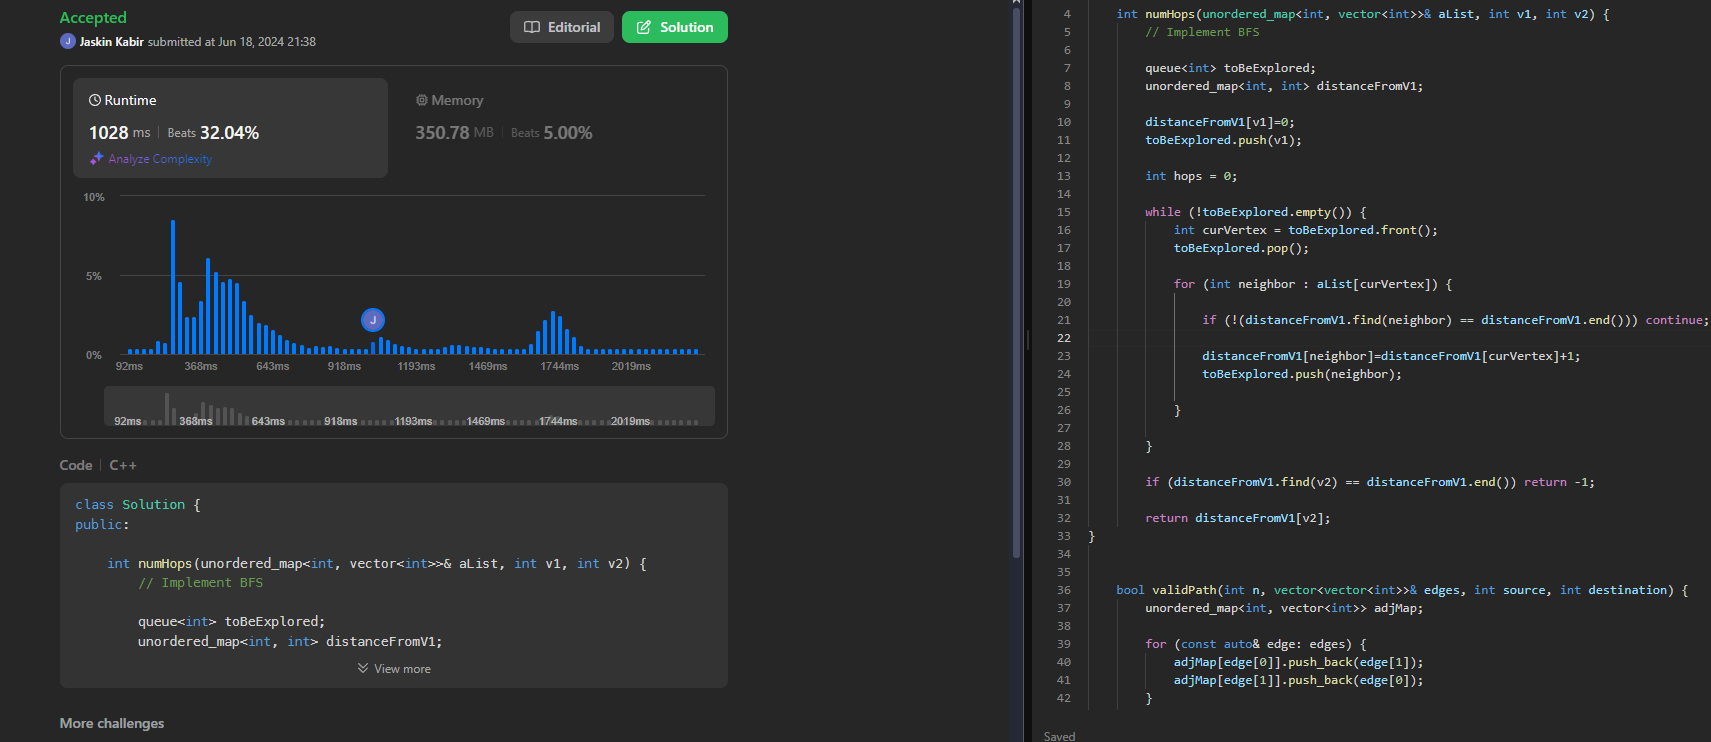 Accepted
J Jaskin Kabir submitted at Jun 18, 2024 21:38
Editorial
Solution
Runtime
1028 ms | Beats 32.04%
Analyze Complexity
Memory
350.78 MB | Beats 5.00%
10%
5%
0%
J
92ms 368ms 643ms 918ms 1193ms 1469ms 1744ms 2019ms
92ms 368ms 643ms 918ms 1193ms 1469ms 1744ms 2019ms
Code | C++
class Solution {
public:
int numHops(unordered_map<int, vector<int>>& aList, int v1, int v2) {
// Implement BFS
queue<int> toBeExplored;
unordered_map<int, int> distanceFromV1;
View more
More challenges
4 int numHops(unordered_map<int, vector<int>>& aList, int v1, int v2) {
5 // Implement BFS
6
7 queue<int> toBeExplored;
8 unordered_map<int, int> distanceFromV1;
9
10 distanceFromV1[v1]=0;
11 toBeExplored.push(v1);
12
13 int hops = 0;
14
15 while (!toBeExplored.empty()) {
16 int curVertex = toBeExplored.front();
17 toBeExplored.pop();
18
19 for (int neighbor : aList[curVertex]) {
20
21 if (!(distanceFromV1.find(neighbor) == distanceFromV1.end())) continue;
22
23 distanceFromV1[neighbor]=distanceFromV1[curVertex]+1;
24 toBeExplored.push(neighbor);
25
26 }
27
28 }
29
30 if (distanceFromV1.find(v2) == distanceFromV1.end()) return -1;
31
32 return distanceFromV1[v2];
33 }
34
35
36 bool validPath(int n, vector<vector<int>>& edges, int source, int destination) {
37 unordered_map<int, vector<int>> adjMap;
38
39 for (const auto& edge: edges) {
40 adjMap[edge[0]].push_back(edge[1]);
41 adjMap[edge[1]].push_back(edge[0]);
42 }
Saved